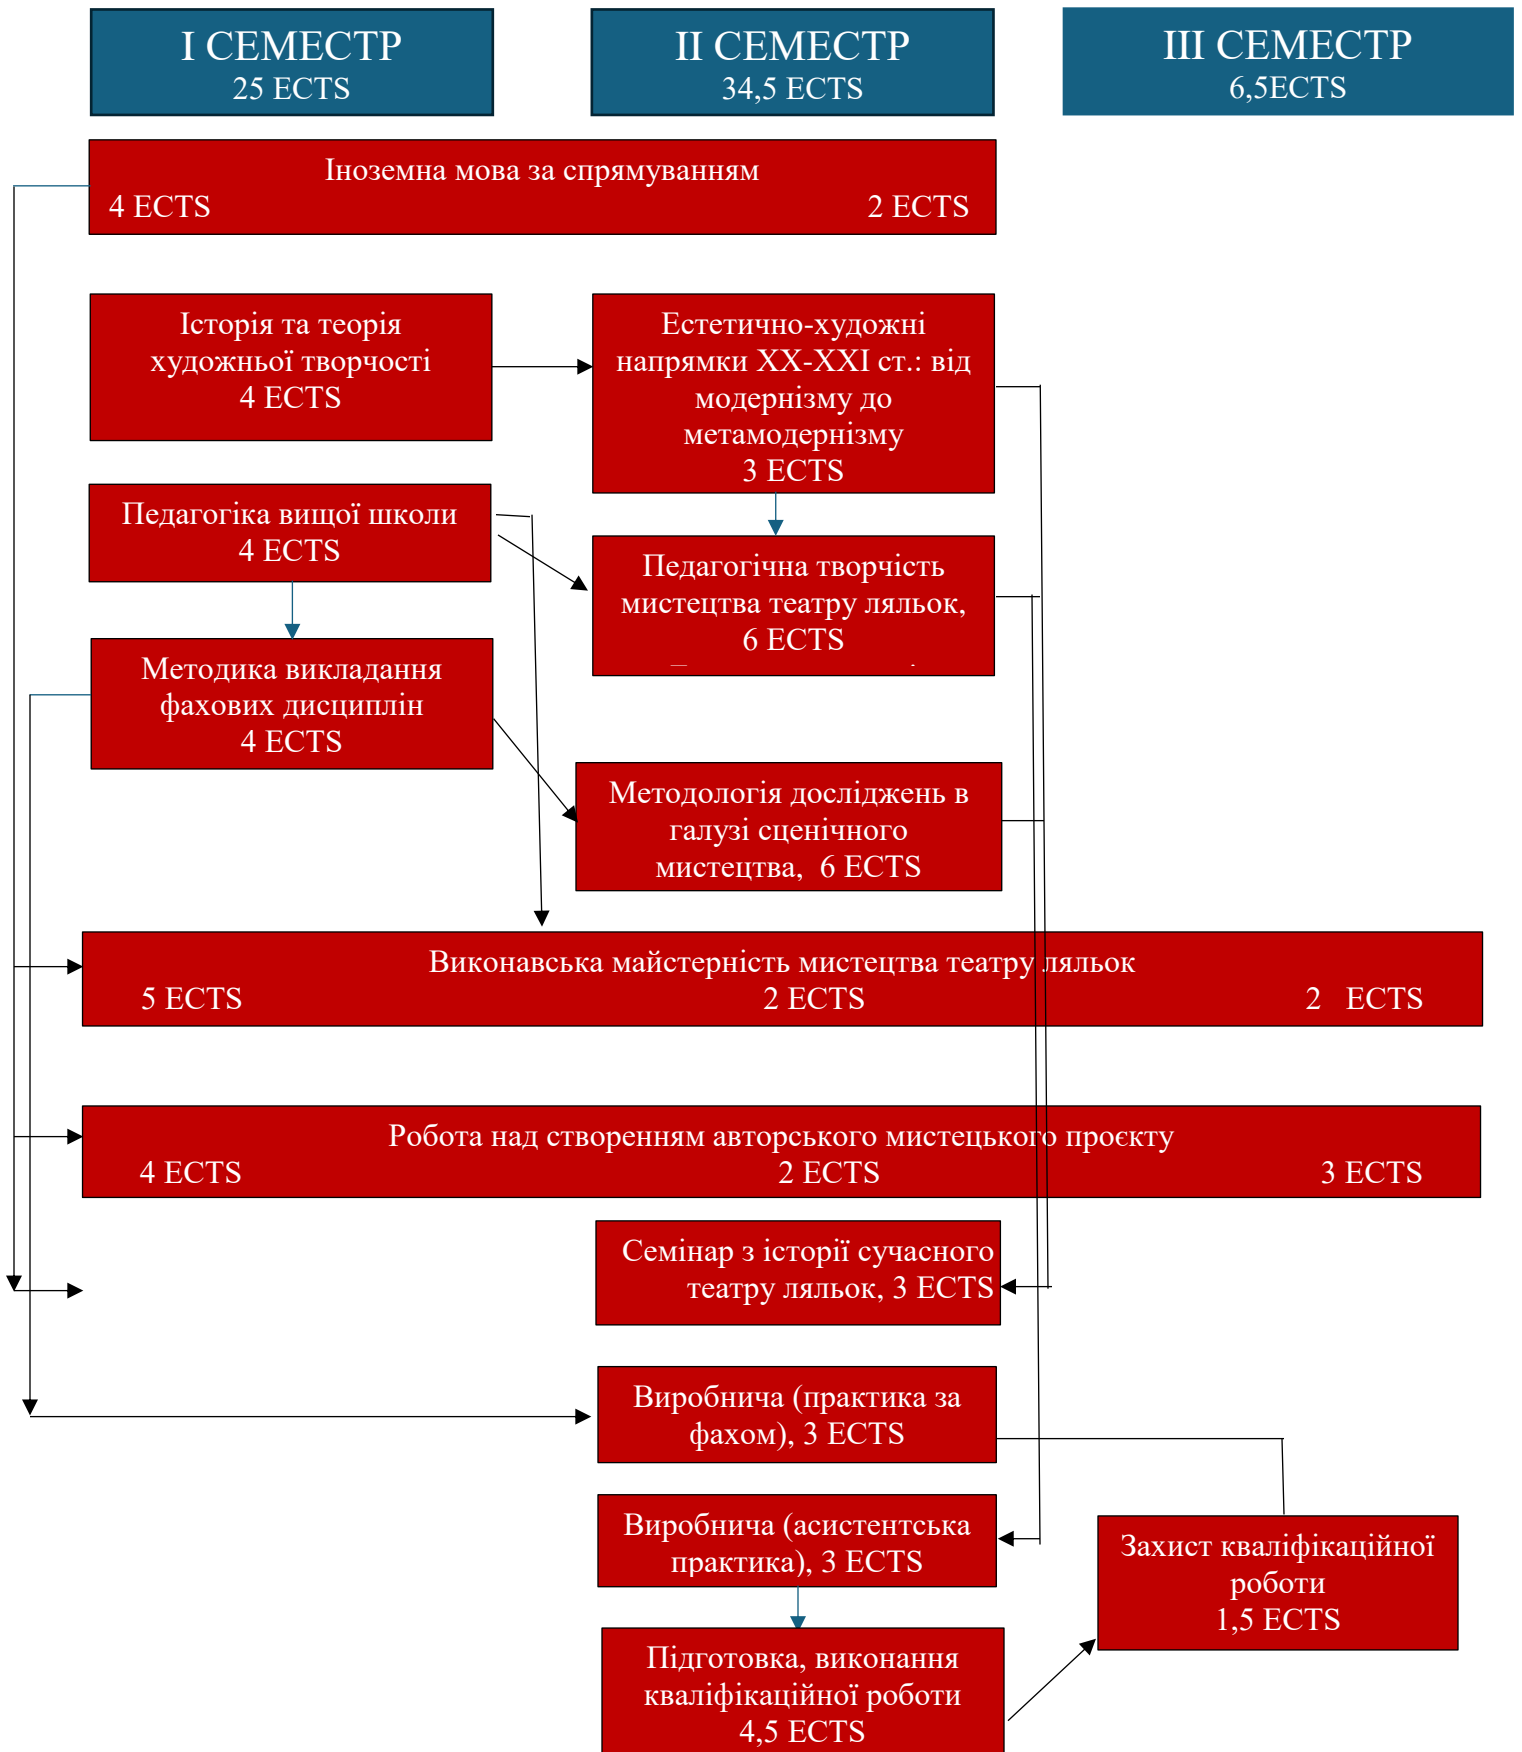 I СЕМЕСТР
25 ECTS
II СЕМЕСТР
34,5 ECTS
III СЕМЕСТР
6,5ECTS
Іноземна мова за спрямуванням
4 ECTS 2 ECTS
Історія та теорія
художньої творчості
4 ECTS
Естетично-художні
напрямки XX-XXI ст.: від
модернізму до
метамодернізму
3 ECTS
Педагогіка вищої школи
4 ECTS
Педагогічна творчість
мистецтва театру ляльок,
6 ECTS
Методика викладання
фахових дисциплін
4 ECTS
Методологія досліджень в
галузі сценічного
мистецтва, 6 ECTS
Виконавська майстерність мистецтва театру ляльок
5 ECTS 2 ECTS 2 ECTS
Робота над створенням авторського мистецького проєкту
4 ECTS 2 ECTS 3 ECTS
Семінар з історії сучасного
театру ляльок, 3 ECTS
Виробнича (практика за
фахом), 3 ECTS
Виробнича (асистентська
практика), 3 ECTS
Захист кваліфікаційної
роботи
1,5 ECTS
Підготовка, виконання
кваліфікаційної роботи
4,5 ECTS